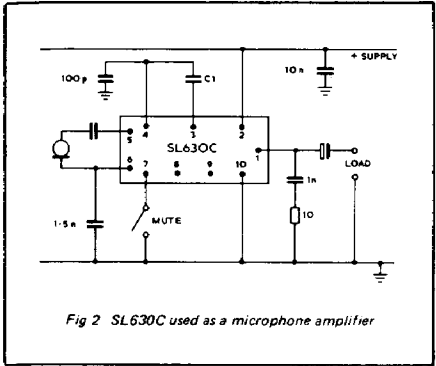 + SUPPLY
100p
C1
10n
4
3
2
5
SL630C
1
6
7
8
9
10
LOAD
1n
1·5n
MUTE
10
Fig 2 SL630C used as a microphone amplifier